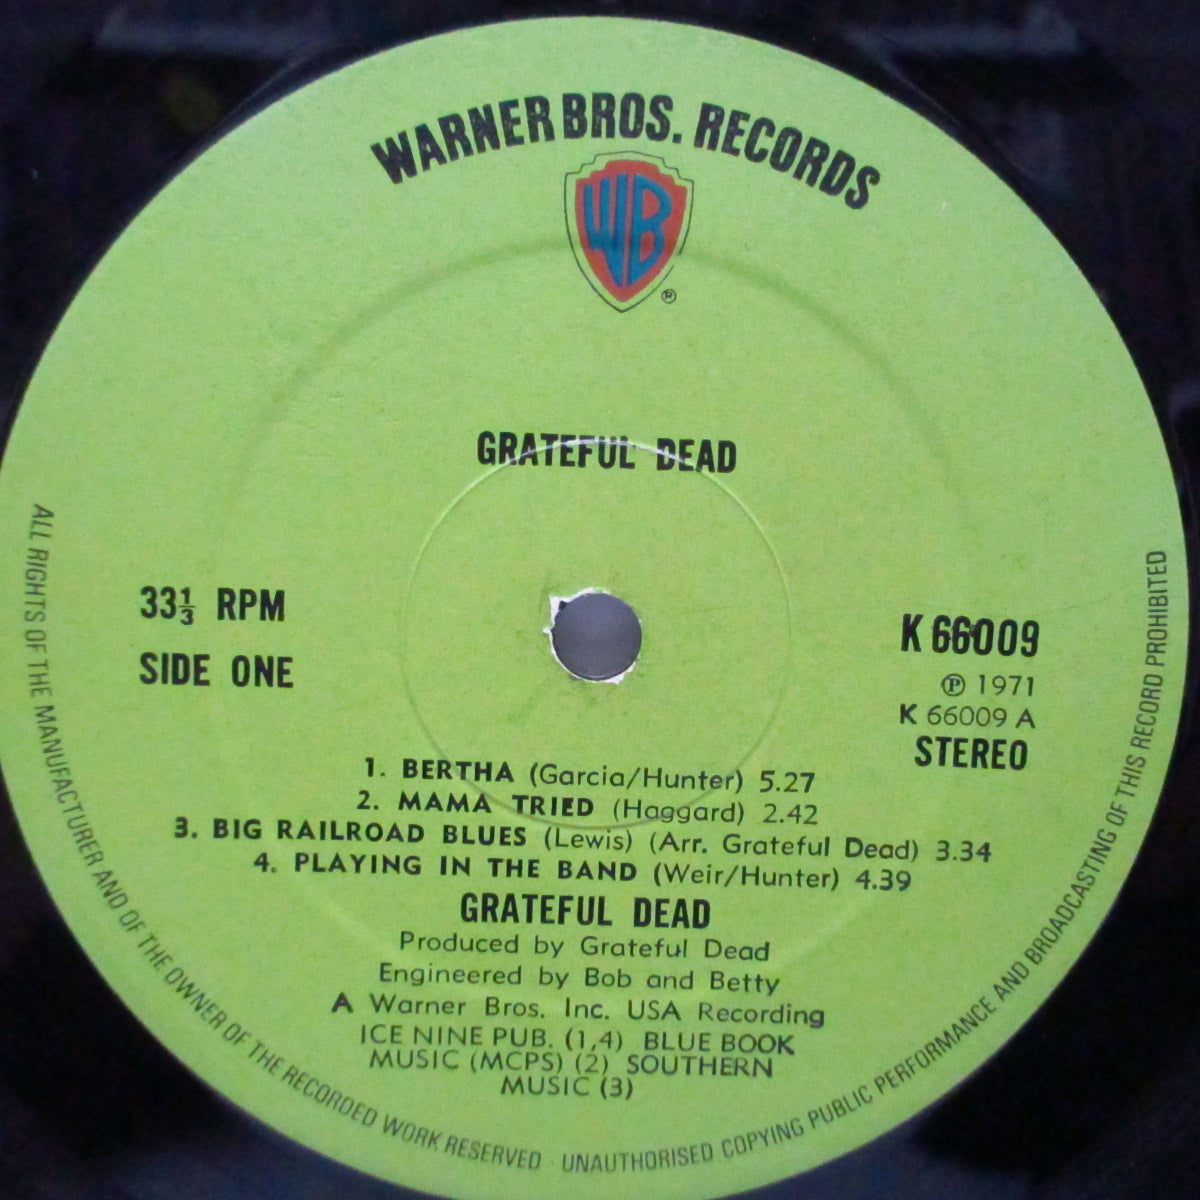 WARNER BROS. RECORDS
WB
®
GRATEFUL DEAD
33⅓ RPM
SIDE ONE
K 66009
℗ 1971
K 66009 A
STEREO
1. BERTHA (Garcia/Hunter) 5.27
2. MAMA TRIED (Haggard) 2.42
3. BIG RAILROAD BLUES (Lewis) (Arr. Grateful Dead) 3.34
4. PLAYING IN THE BAND (Weir/Hunter) 4.39
GRATEFUL DEAD
Produced by Grateful Dead
Engineered by Bob and Betty
A Warner Bros. Inc. USA Recording
ICE NINE PUB. (1,4) BLUE BOOK
MUSIC (MCPS) (2) SOUTHERN
MUSIC (3)
ALL RIGHTS OF THE MANUFACTURER AND OF THE OWNER OF THE RECORDED WORK RESERVED · UNAUTHORISED COPYING PUBLIC PERFORMANCE AND BROADCASTING OF THIS RECORD PROHIBITED